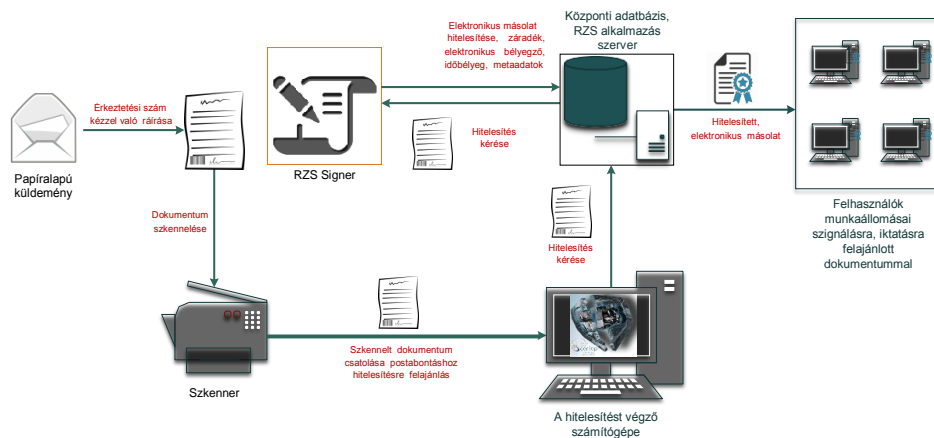 Elektronikus másolat
hitelesítése, záradék,
elektronikus bélyegző,
időbélyeg, metaadatok
Központi adatbázis,
RZS alkalmazás
szerver
Erkeztetési szám
kézzel való ráírása
Papíralapú
küldemény
Hitelesítés
kérése
RZS Signer
Hitelesített,
elektronikus másolat
Felhasználók
munkaállomásai
szignálásra, iktatásra
felajánlott
dokumentummal
Dokumentum
szkennelése
Hitelesítés
kérése
Szkennelt dokumentum
csatolása postabontáshoz
hitelesítésre felajánlás
Szkenner
A hitelesítést végző
számítógépe